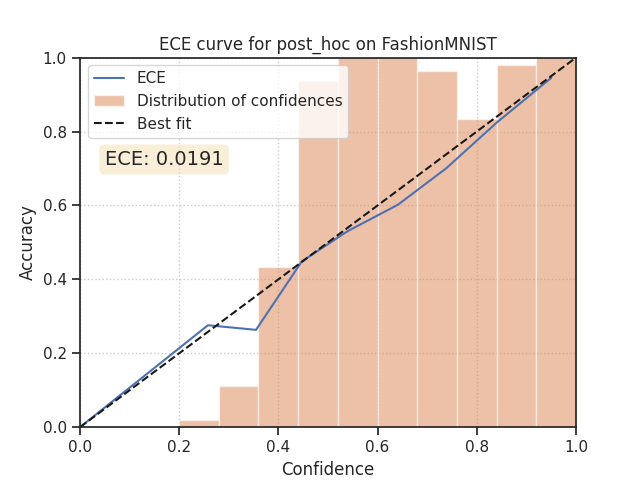 ECE curve for post_hoc on FashionMNIST
1.0
0.8
0.6
0.4
0.2
0.0
Accuracy
ECE
Distribution of confidences
Best fit
ECE: 0.0191
0.0 0.2 0.4 0.6 0.8 1.0
Confidence